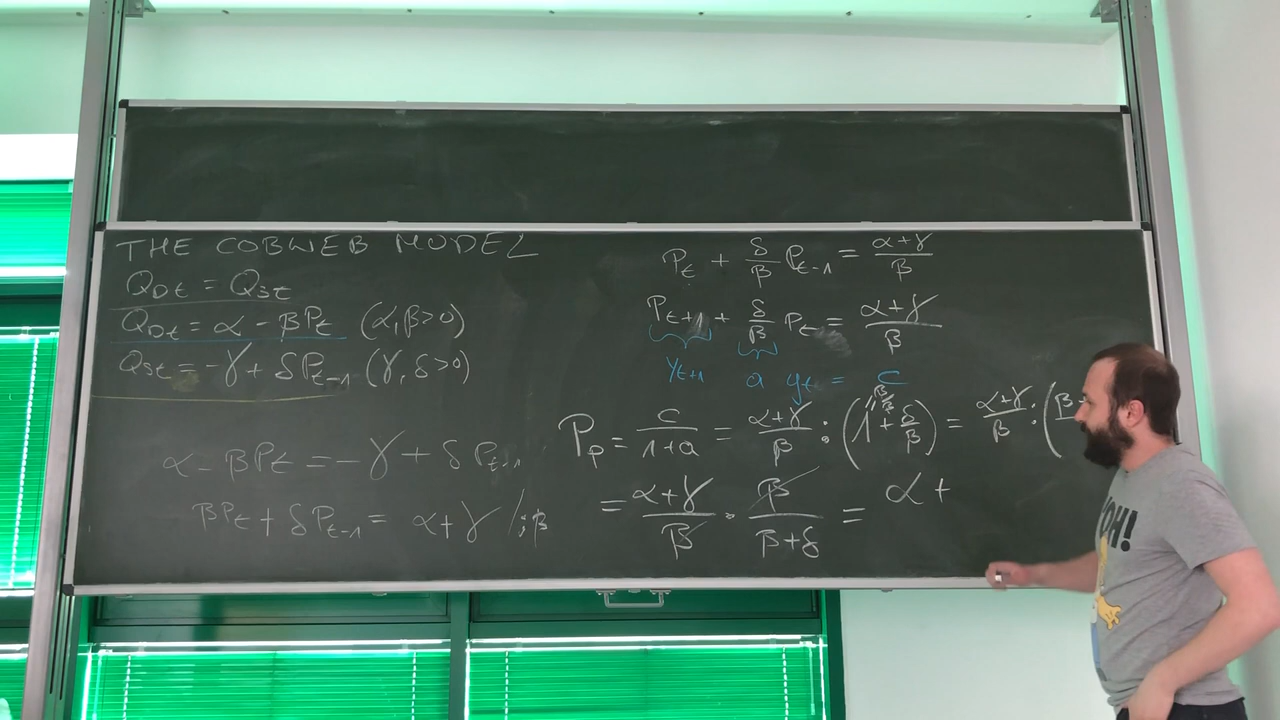 THE COBWEB MODEL
Q_Dt = Q_St
Q_Dt = α - βP_t (α,β>0)
Q_St = -γ + δP_t-1 (γ, δ>0)
α - βP_t = -γ + δP_t-1
βP_t + δP_t-1 = α+γ /:β
P_t + δ/β P_t-1 = α+γ/β
P_t+1 + δ/β P_t = α+γ/β
y_t+1 a y_t = c
P_p = c/1+a = α+γ/β : (1 + δ/β) = α+γ/β : (β+
= α+γ/β · β/β+δ = α +
OH!